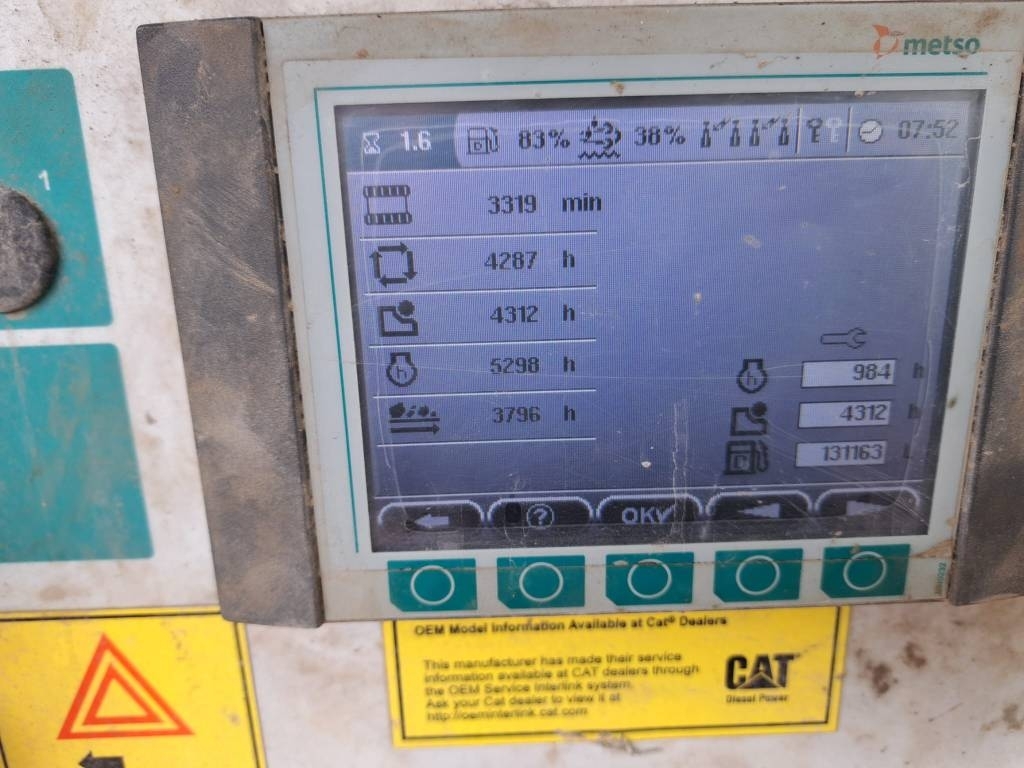 metso
1.6 83% 38% 07:52
1
3319 min
4287 h
4312 h
5298 h
3796 h
984 h
4312 h
131163 L
? OK
OEM Model Information Available at Cat® Dealers
This manufacturer has made their service
information available at CAT dealers through
the OEM Service Interlink system.
Ask your Cat dealer to view it at
http://oeminterlink.cat.com
CAT
Diesel Power